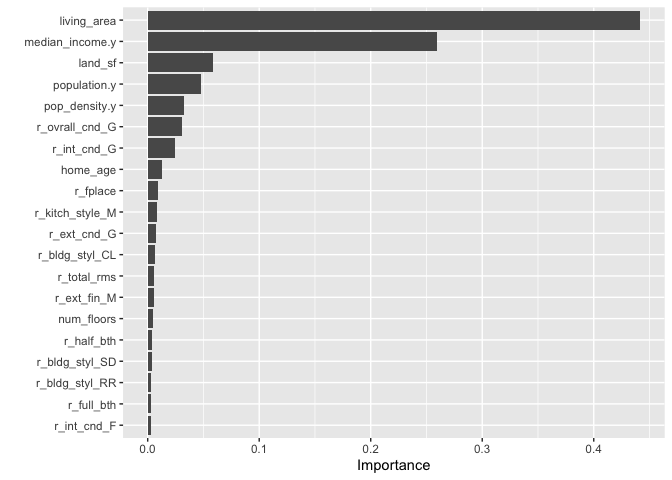 living_area
median_income.y
land_sf
population.y
pop_density.y
r_ovrall_cnd_G
r_int_cnd_G
home_age
r_fplace
r_kitch_style_M
r_ext_cnd_G
r_bldg_styl_CL
r_total_rms
r_ext_fin_M
num_floors
r_half_bth
r_bldg_styl_SD
r_bldg_styl_RR
r_full_bth
r_int_cnd_F
0.0 0.1 0.2 0.3 0.4
Importance